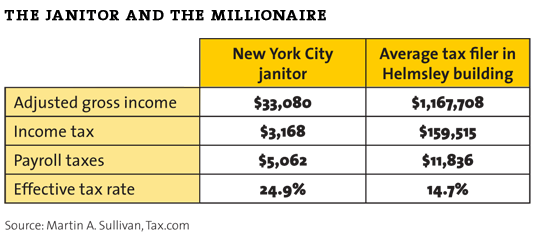 THE JANITOR AND THE MILLIONAIRE
New York City Average tax filer in
janitor Helmsley building
Adjusted gross income $33,080 $1,167,708
Income tax $3,168 $159,515
Payroll taxes $5,062 $11,836
Effective tax rate 24.9% 14.7%
Source: Martin A. Sullivan, Tax.com